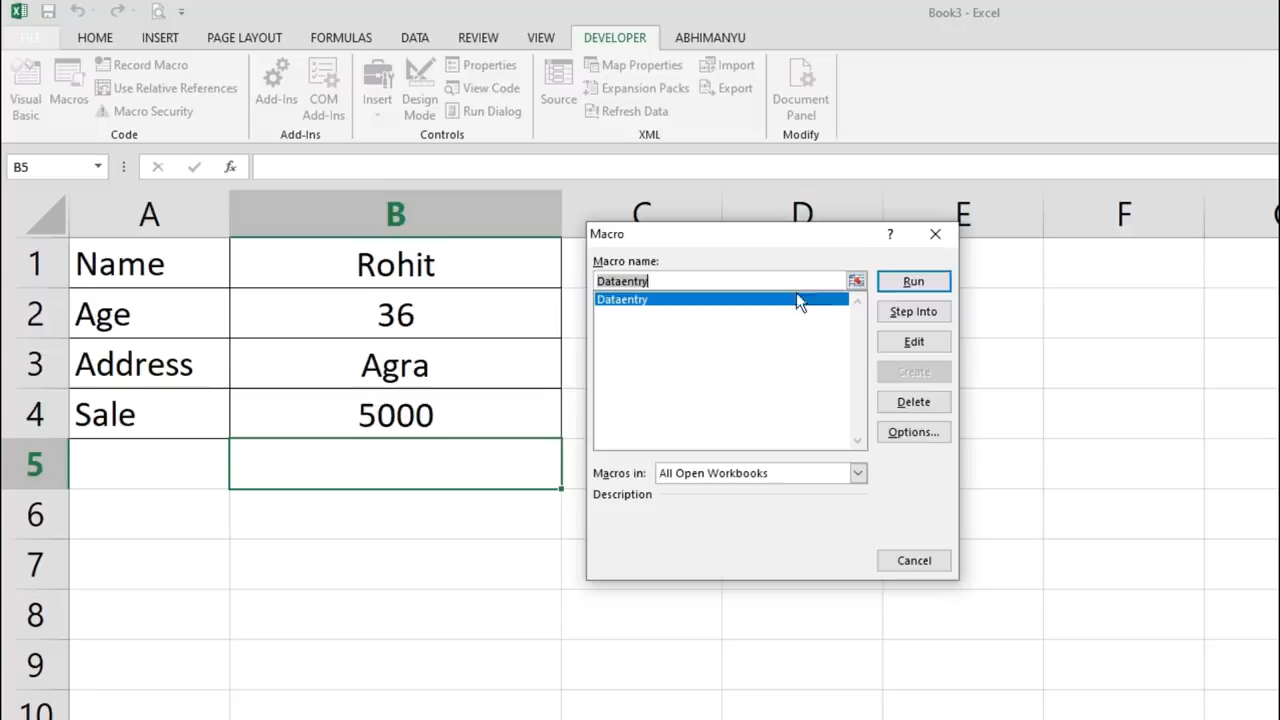 Book3 - Excel
FILE HOME INSERT PAGE LAYOUT FORMULAS DATA REVIEW VIEW DEVELOPER ABHIMANYU
Visual Basic
Macros
Record Macro
Use Relative References
Macro Security
Code
Add-Ins
COM Add-Ins
Add-Ins
Insert
Design Mode
Properties
View Code
Run Dialog
Controls
Source
Map Properties
Expansion Packs
Refresh Data
Import
Export
XML
Document Panel
Modify
B5
fx
A B C D E F
1 Name Rohit
2 Age 36
3 Address Agra
4 Sale 5000
5
6
7
8
9
10
Macro ?
Macro name:
Dataentry
Dataentry
Run
Step Into
Edit
Create
Delete
Options...
Macros in: All Open Workbooks
Description
Cancel